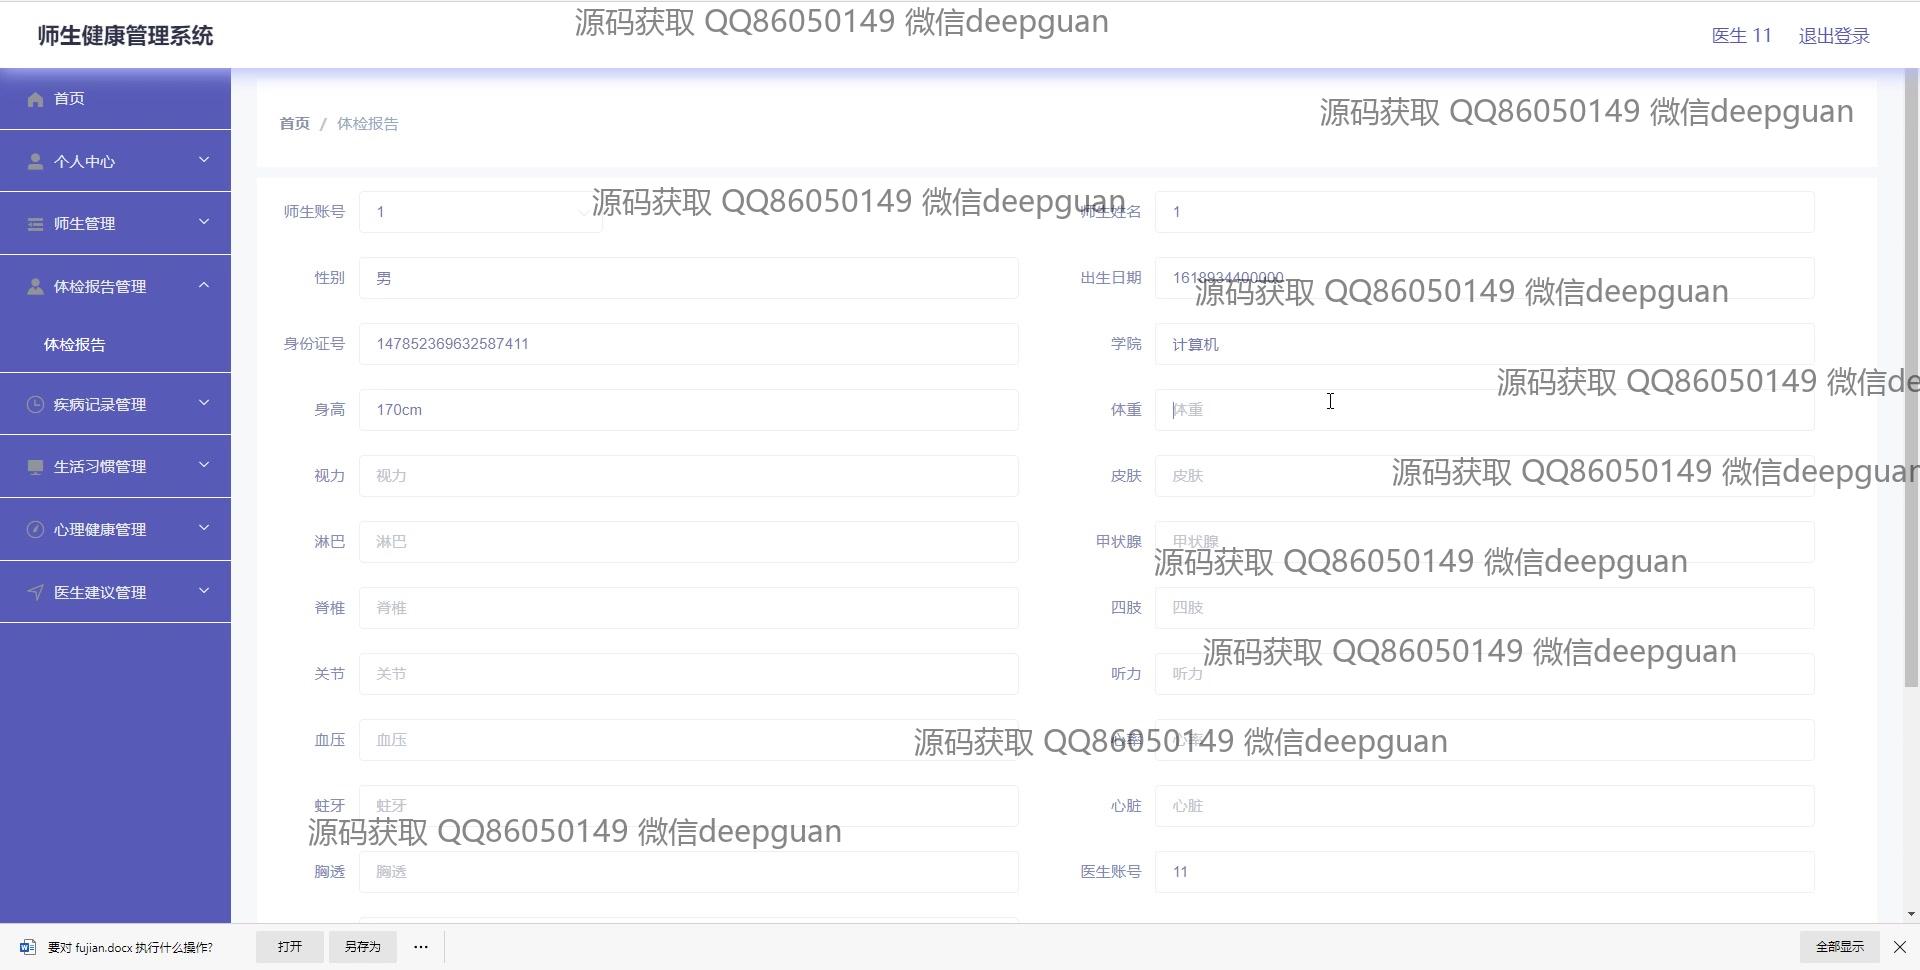 师生健康管理系统
源码获取 QQ86050149 微信deepguan
医生 11
退出登录
首页
个人中心
师生管理
体检报告管理
体检报告
疾病记录管理
生活习惯管理
心理健康管理
医生建议管理
首页 / 体检报告
源码获取 QQ86050149 微信deepguan
师生账号 1
源码获取 QQ86050149 微信deepguan
师生姓名 1
性别 男
出生日期 1618934400000
源码获取 QQ86050149 微信deepguan
身份证号 147852369632587411
学院 计算机
源码获取 QQ86050149 微信de
身高 170cm
体重 体重
视力 视力
皮肤 皮肤
源码获取 QQ86050149 微信deepguan
淋巴 淋巴
甲状腺 甲状腺
源码获取 QQ86050149 微信deepguan
脊椎 脊椎
四肢 四肢
关节 关节
听力 听力
源码获取 QQ86050149 微信deepguan
血压 血压
心率 心率
源码获取 QQ86050149 微信deepguan
蛀牙 蛀牙
心脏 心脏
源码获取 QQ86050149 微信deepguan
胸透 胸透
医生账号 11
要对 fujian.docx 执行什么操作?
打开
另存为
全部显示